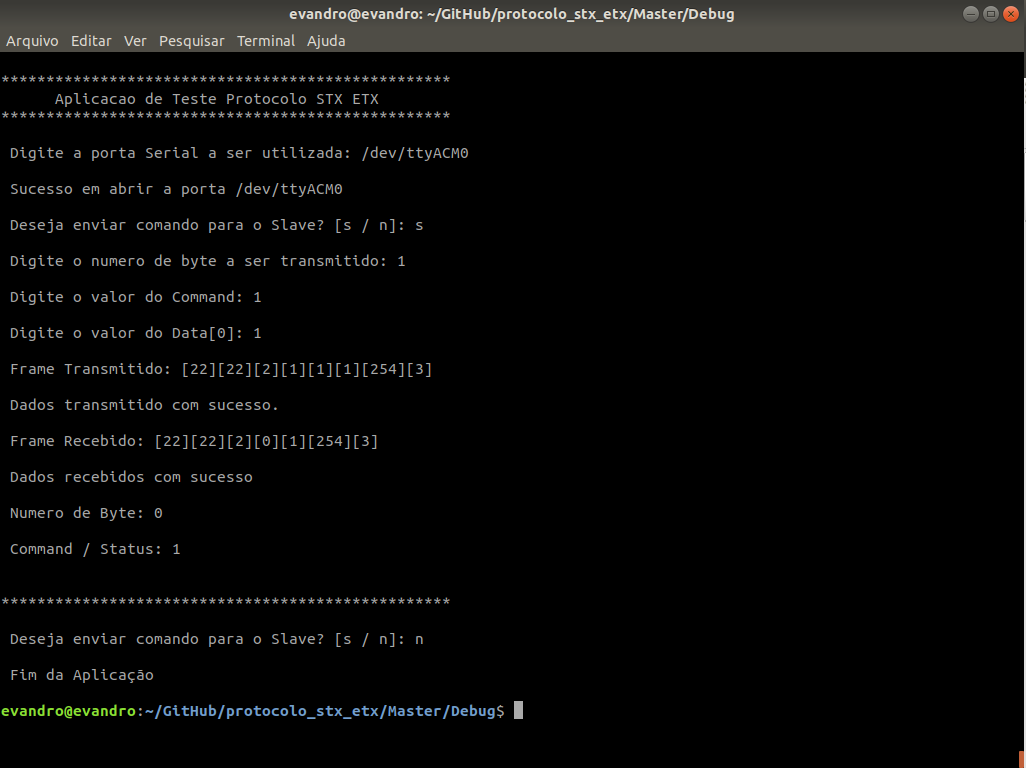 evandro@evandro: ~/GitHub/protocolo_stx_etx/Master/Debug
Arquivo Editar Ver Pesquisar Terminal Ajuda
**************************************************
Aplicacao de Teste Protocolo STX ETX
**************************************************
Digite a porta Serial a ser utilizada: /dev/ttyACM0
Sucesso em abrir a porta /dev/ttyACM0
Deseja enviar comando para o Slave? [s / n]: s
Digite o numero de byte a ser transmitido: 1
Digite o valor do Command: 1
Digite o valor do Data[0]: 1
Frame Transmitido: [22][22][2][1][1][1][254][3]
Dados transmitido com sucesso.
Frame Recebido: [22][22][2][0][1][254][3]
Dados recebidos com sucesso
Numero de Byte: 0
Command / Status: 1
**************************************************
Deseja enviar comando para o Slave? [s / n]: n
Fim da Aplicação
evandro@evandro:~/GitHub/protocolo_stx_etx/Master/Debug$